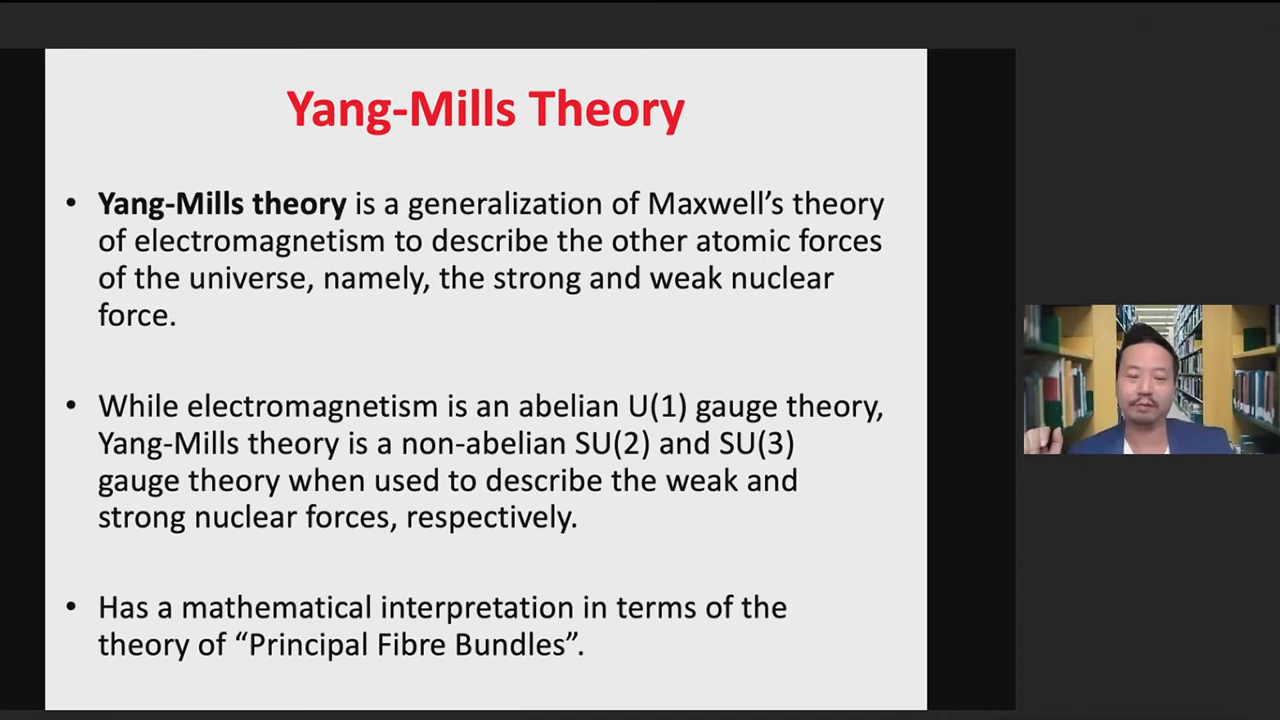 Yang-Mills Theory
• Yang-Mills theory is a generalization of Maxwell’s theory
of electromagnetism to describe the other atomic forces
of the universe, namely, the strong and weak nuclear
force.
• While electromagnetism is an abelian U(1) gauge theory,
Yang-Mills theory is a non-abelian SU(2) and SU(3)
gauge theory when used to describe the weak and
strong nuclear forces, respectively.
• Has a mathematical interpretation in terms of the
theory of “Principal Fibre Bundles”.